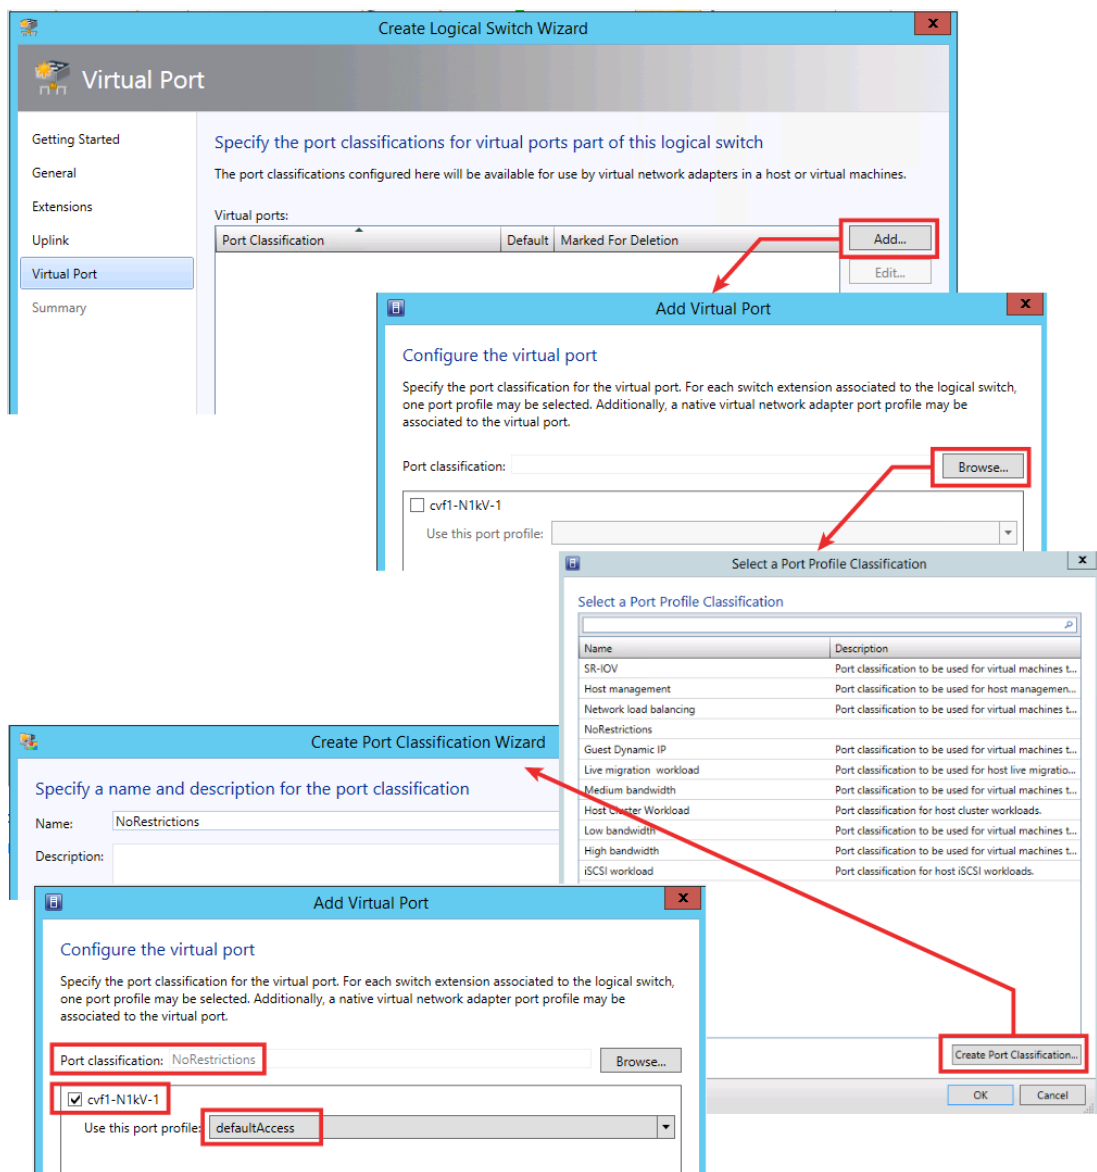 Create Logical Switch Wizard
x
Virtual Port
Getting Started
General
Extensions
Uplink
Virtual Port
Summary
Specify the port classifications for virtual ports part of this logical switch
The port classifications configured here will be available for use by virtual network adapters in a host or virtual machines.
Virtual ports:
Port Classification Default Marked For Deletion
Add...
Edit...
Add Virtual Port
x
Configure the virtual port
Specify the port classification for the virtual port. For each switch extension associated to the logical switch,
one port profile may be selected. Additionally, a native virtual network adapter port profile may be
associated to the virtual port.
Port classification: Browse...
cvf1-N1kV-1
Use this port profile:
Select a Port Profile Classification
x
Select a Port Profile Classification
Name Description
SR-IOV Port classification to be used for virtual machines t...
Host management Port classification to be used for host managemen...
Network load balancing Port classification to be used for virtual machines t...
NoRestrictions
Guest Dynamic IP Port classification to be used for virtual machines t...
Live migration workload Port classification to be used for host live migratio...
Medium bandwidth Port classification to be used for virtual machines t...
Host Cluster Workload Port classification for host cluster workloads.
Low bandwidth Port classification to be used for virtual machines t...
High bandwidth Port classification to be used for virtual machines t...
iSCSI workload Port classification for host iSCSI workloads.
Create Port Classification...
OK Cancel
Create Port Classification Wizard
Specify a name and description for the port classification
Name: NoRestrictions
Description:
Add Virtual Port
x
Configure the virtual port
Specify the port classification for the virtual port. For each switch extension associated to the logical switch,
one port profile may be selected. Additionally, a native virtual network adapter port profile may be
associated to the virtual port.
Port classification: NoRestrictions Browse...
cvf1-N1kV-1
Use this port profile: defaultAccess